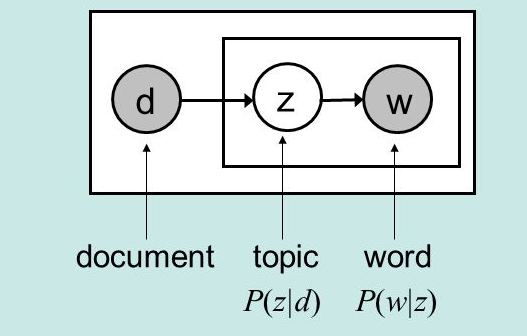 d z w
document topic word
P(z|d) P(w|z)